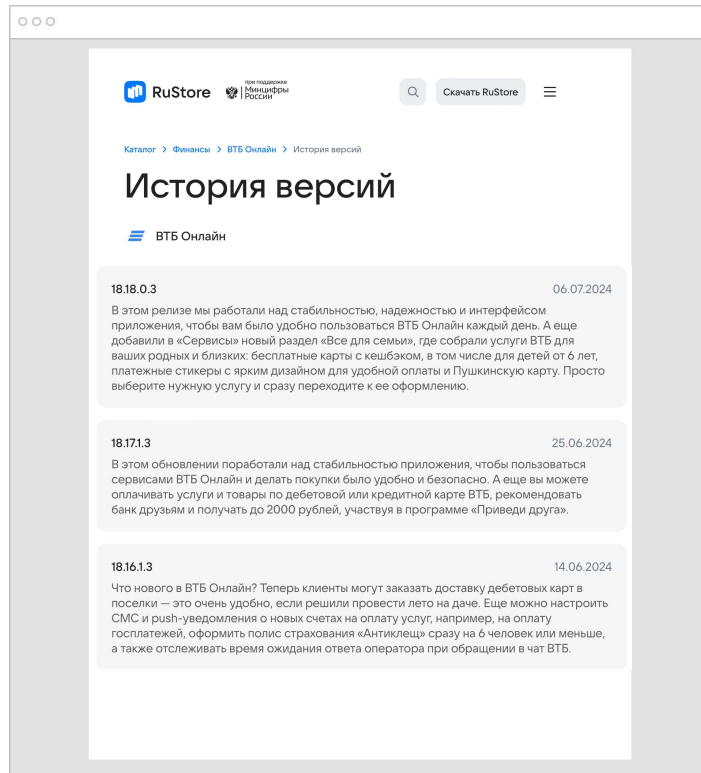 RuStore
при поддержке
Минцифры
России
Скачать RuStore
Каталог > Финансы > ВТБ Онлайн > История версий
История версий
ВТБ Онлайн
18.18.0.3 06.07.2024
В этом релизе мы работали над стабильностью, надежностью и интерфейсом
приложения, чтобы вам было удобно пользоваться ВТБ Онлайн каждый день. А еще
добавили в «Сервисы» новый раздел «Все для семьи», где собрали услуги ВТБ для
ваших родных и близких: бесплатные карты с кешбэком, в том числе для детей от 6 лет,
платежные стикеры с ярким дизайном для удобной оплаты и Пушкинскую карту. Просто
выберите нужную услугу и сразу переходите к ее оформлению.
18.17.1.3 25.06.2024
В этом обновлении поработали над стабильностью приложения, чтобы пользоваться
сервисами ВТБ Онлайн и делать покупки было удобно и безопасно. А еще вы можете
оплачивать услуги и товары по дебетовой или кредитной карте ВТБ, рекомендовать
банк друзьям и получать до 2000 рублей, участвуя в программе «Приведи друга».
18.16.1.3 14.06.2024
Что нового в ВТБ Онлайн? Теперь клиенты могут заказать доставку дебетовых карт в
поселки — это очень удобно, если решили провести лето на даче. Еще можно настроить
СМС и push-уведомления о новых счетах на оплату услуг, например, на оплату
госплатежей, оформить полис страхования «Антиклещ» сразу на 6 человек или меньше,
а также отслеживать время ожидания ответа оператора при обращении в чат ВТБ.